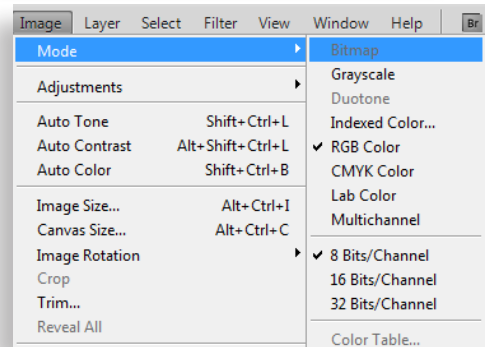 Image Layer Select Filter View Window Help Br
Mode
Adjustments
Auto Tone Shift+Ctrl+L
Auto Contrast Alt+Shift+Ctrl+L
Auto Color Shift+Ctrl+B
Image Size... Alt+Ctrl+I
Canvas Size... Alt+Ctrl+C
Image Rotation
Crop
Trim...
Reveal All
Bitmap
Grayscale
Duotone
Indexed Color...
RGB Color
CMYK Color
Lab Color
Multichannel
8 Bits/Channel
16 Bits/Channel
32 Bits/Channel
Color Table...